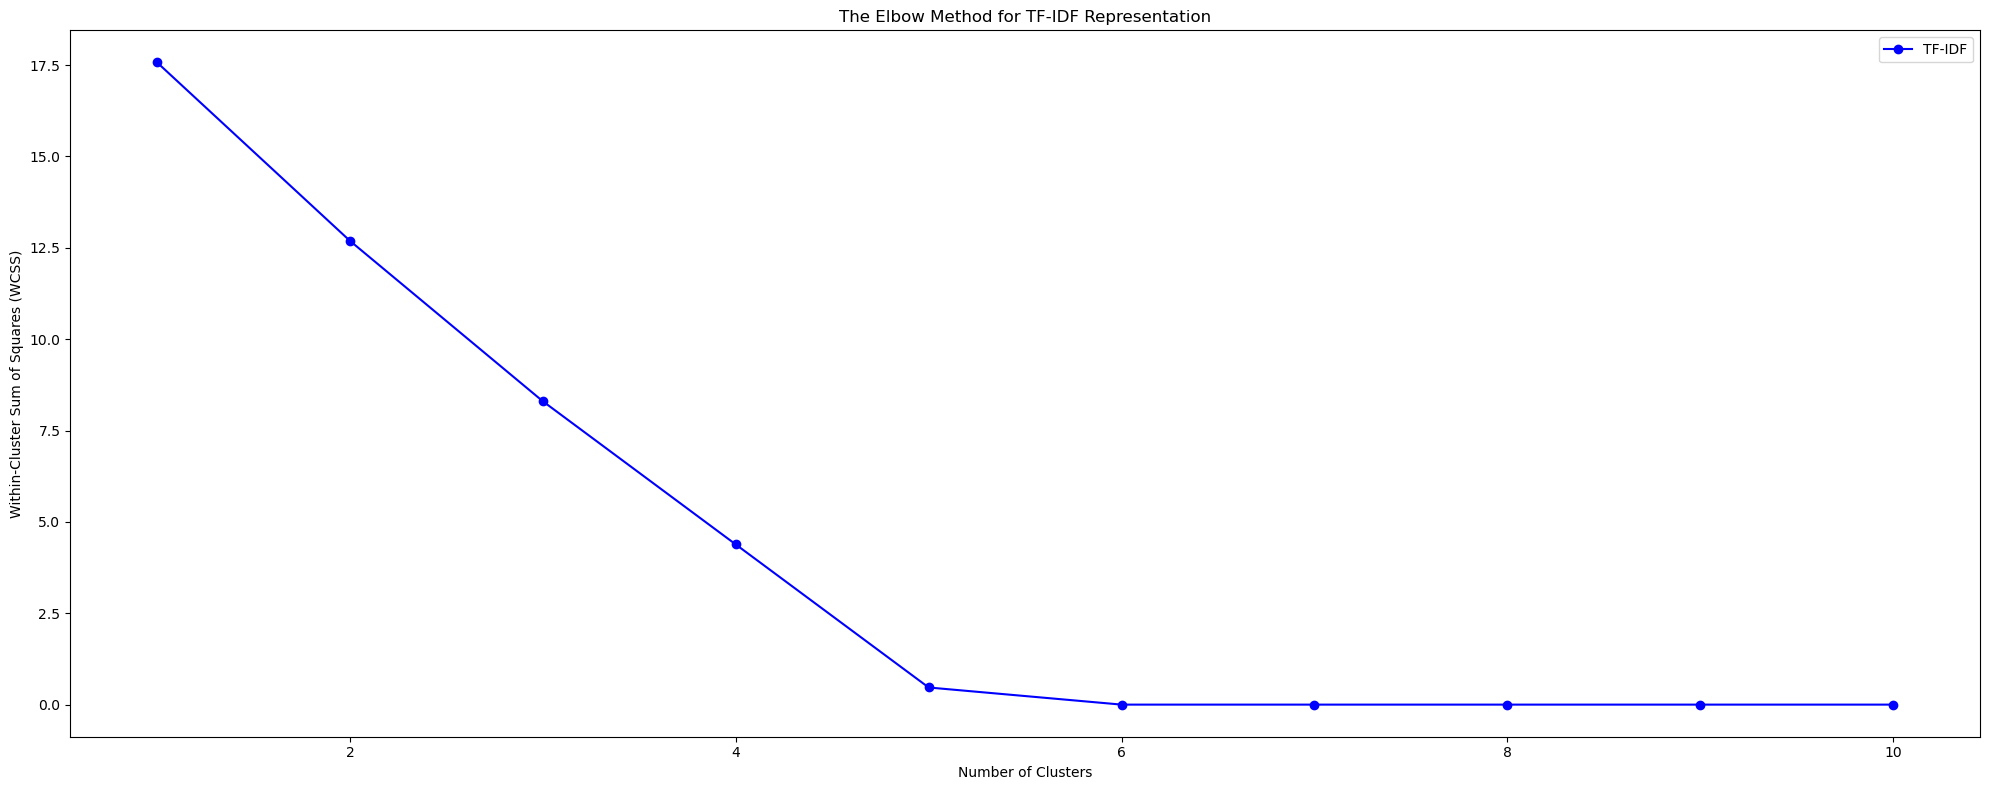 The Elbow Method for TF-IDF Representation
TF-IDF
17.5
15.0
12.5
10.0
7.5
5.0
2.5
0.0
Within-Cluster Sum of Squares (WCSS)
2 4 6 8 10
Number of Clusters